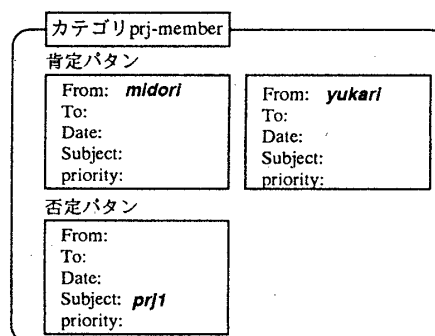 カテゴリprj-member
肯定パタン
From: midori
To:
Date:
Subject:
priority:
From: yukari
To:
Date:
Subject:
priority:
否定パタン
From:
To:
Date:
Subject: prj1
priority: